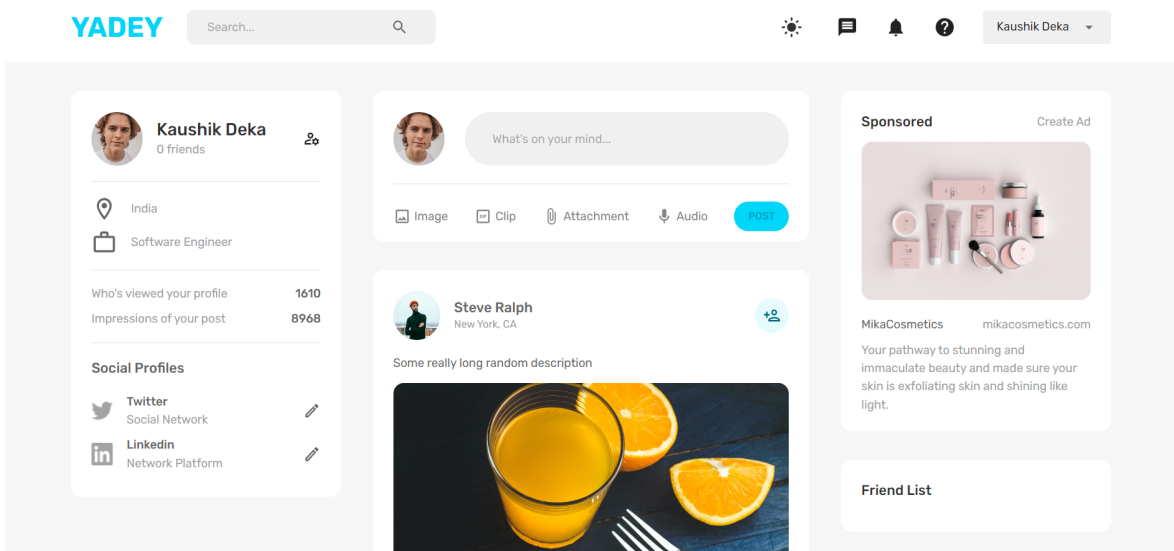 YADEY
Search...
Kaushik Deka
Kaushik Deka
0 friends
India
Software Engineer
Who's viewed your profile 1610
Impressions of your post 8968
Social Profiles
Twitter
Social Network
Linkedin
Network Platform
What's on your mind...
Image Clip Attachment Audio POST
Steve Ralph
New York, CA
Some really long random description
Sponsored Create Ad
MikaCosmetics mikacosmetics.com
Your pathway to stunning and
immaculate beauty and made sure your
skin is exfoliating skin and shining like
light.
Friend List